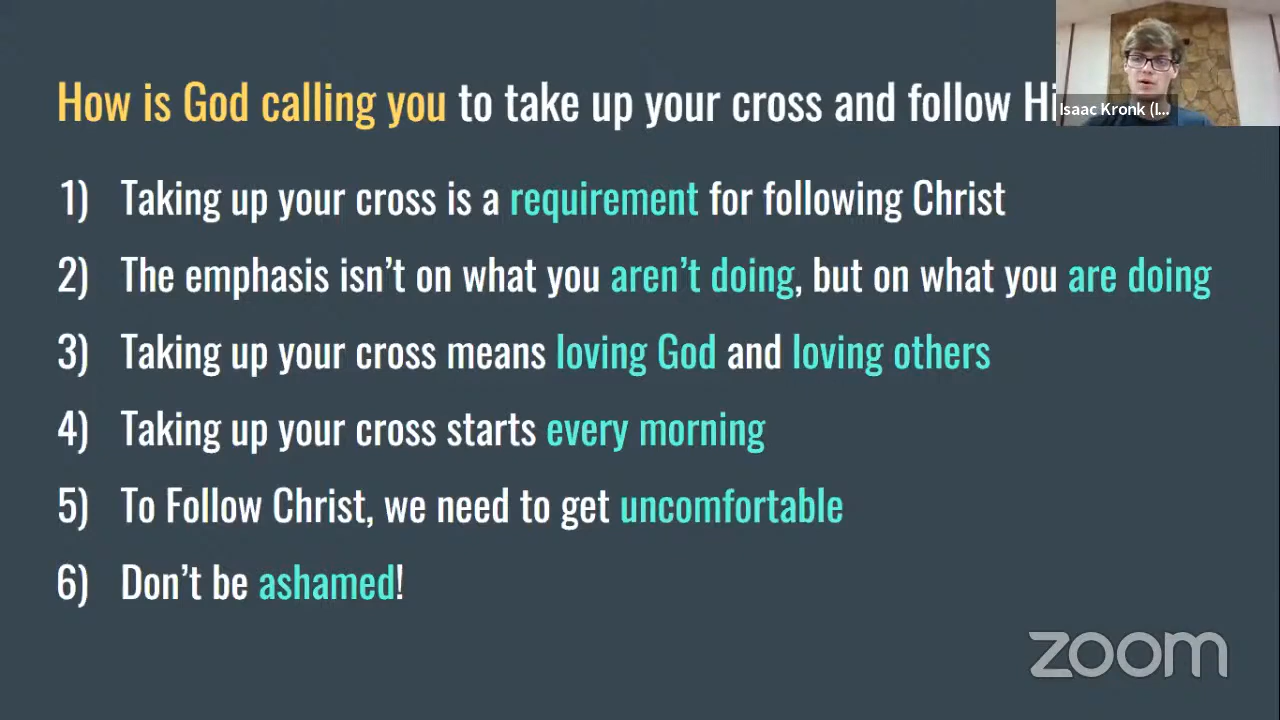 How is God calling you to take up your cross and follow Hi
Isaac Kronk (I...
1) Taking up your cross is a requirement for following Christ
2) The emphasis isn’t on what you aren’t doing, but on what you are doing
3) Taking up your cross means loving God and loving others
4) Taking up your cross starts every morning
5) To Follow Christ, we need to get uncomfortable
6) Don’t be ashamed!
zoom